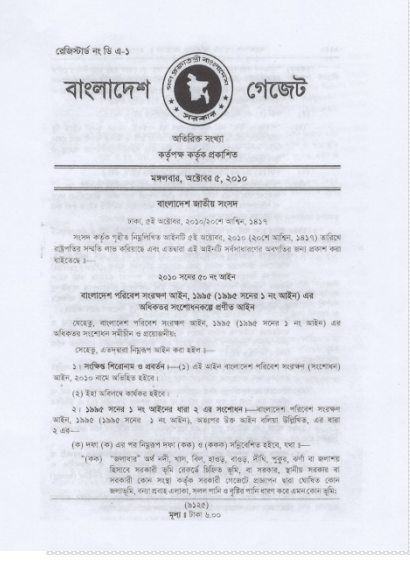 রেজিস্টার্ড নং ডি এ-১
বাংলাদেশ
গণপ্রজাতন্ত্রী বাংলাদেশ
সরকার
গেজেট
অতিরিক্ত সংখ্যা
কর্তৃপক্ষ কর্তৃক প্রকাশিত
মঙ্গলবার, অক্টোবর ৫, ২০১০
বাংলাদেশ জাতীয় সংসদ
ঢাকা, ৫ই অক্টোবর, ২০১০/২০শে আশ্বিন, ১৪১৭
সংসদ কর্তৃক গৃহীত নিম্নলিখিত আইনটি ৫ই অক্টোবর, ২০১০ (২০শে আশ্বিন, ১৪১৭) তারিখে
রাষ্ট্রপতির সম্মতি লাভ করিয়াছে এবং এতদ্বারা এই আইনটি সর্বসাধারণের অবগতির জন্য প্রকাশ করা
যাইতেছে ঃ—
২০১০ সনের ৫০ নং আইন
বাংলাদেশ পরিবেশ সংরক্ষণ আইন, ১৯৯৫ (১৯৯৫ সনের ১ নং আইন) এর
অধিকতর সংশোধনকল্পে প্রণীত আইন
যেহেতু, বাংলাদেশ পরিবেশ সংরক্ষণ আইন, ১৯৯৫ (১৯৯৫ সনের ১ নং আইন) এর
অধিকতর সংশোধন সমীচীন ও প্রয়োজনীয়;
সেহেতু, এতদ্দ্বারা নিম্নরূপ আইন করা হইল ঃ—
১। সংক্ষিপ্ত শিরোনাম ও প্রবর্তন।—(১) এই আইন বাংলাদেশ পরিবেশ সংরক্ষণ (সংশোধন)
আইন, ২০১০ নামে অভিহিত হইবে।
(২) ইহা অবিলম্বে কার্যকর হইবে।
২। ১৯৯৫ সনের ১ নং আইনের ধারা ২ এর সংশোধন।—বাংলাদেশ পরিবেশ সংরক্ষণ
আইন, ১৯৯৫ (১৯৯৫ সনের ১ নং আইন), অতঃপর উক্ত আইন বলিয়া উল্লিখিত, এর ধারা
২ এর—
(ক) দফা (ক) এর পর নিম্নরূপ দফা (কক) ও (ককক) সন্নিবেশিত হইবে, যথা ঃ—
“(কক) “জলাধার” অর্থ নদী, খাল, বিল, হাওড়, বাওড়, দীঘি, পুকুর, ঝর্ণা বা জলাশয়
হিসাবে সরকারী ভূমি রেকর্ডে চিহ্নিত ভূমি, বা সরকার, স্থানীয় সরকার বা
সরকারী কোন সংস্থা কর্তৃক সরকারী গেজেটে প্রজ্ঞাপন দ্বারা ঘোষিত কোন
জলাভূমি, বন্যা প্রবাহ এলাকা, সলল পানি ও বৃষ্টির পানি ধারণ করে এমন কোন ভূমি;
(৯১২৫)
মূল্য ঃ টাকা ৬.০০